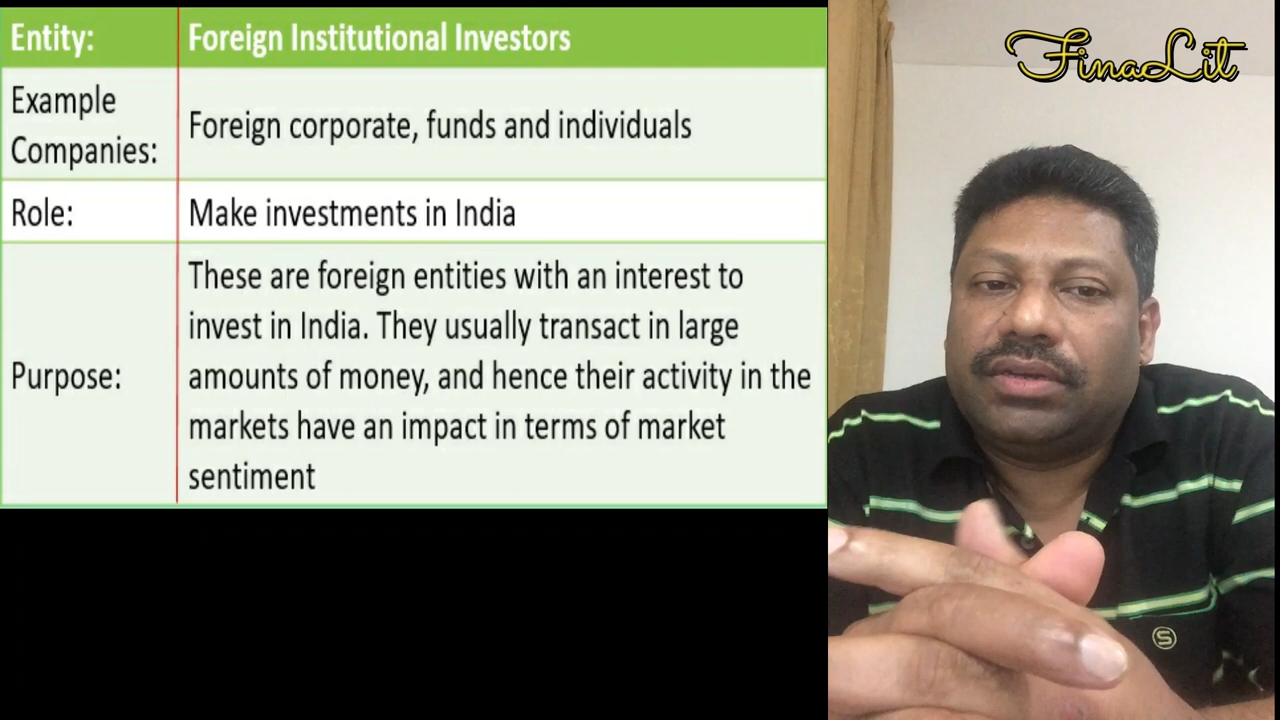 Entity:
Foreign Institutional Investors
Example
Companies:
Foreign corporate, funds and individuals
Role:
Make investments in India
Purpose:
These are foreign entities with an interest to
invest in India. They usually transact in large
amounts of money, and hence their activity in the
markets have an impact in terms of market
sentiment
FinaLit
S